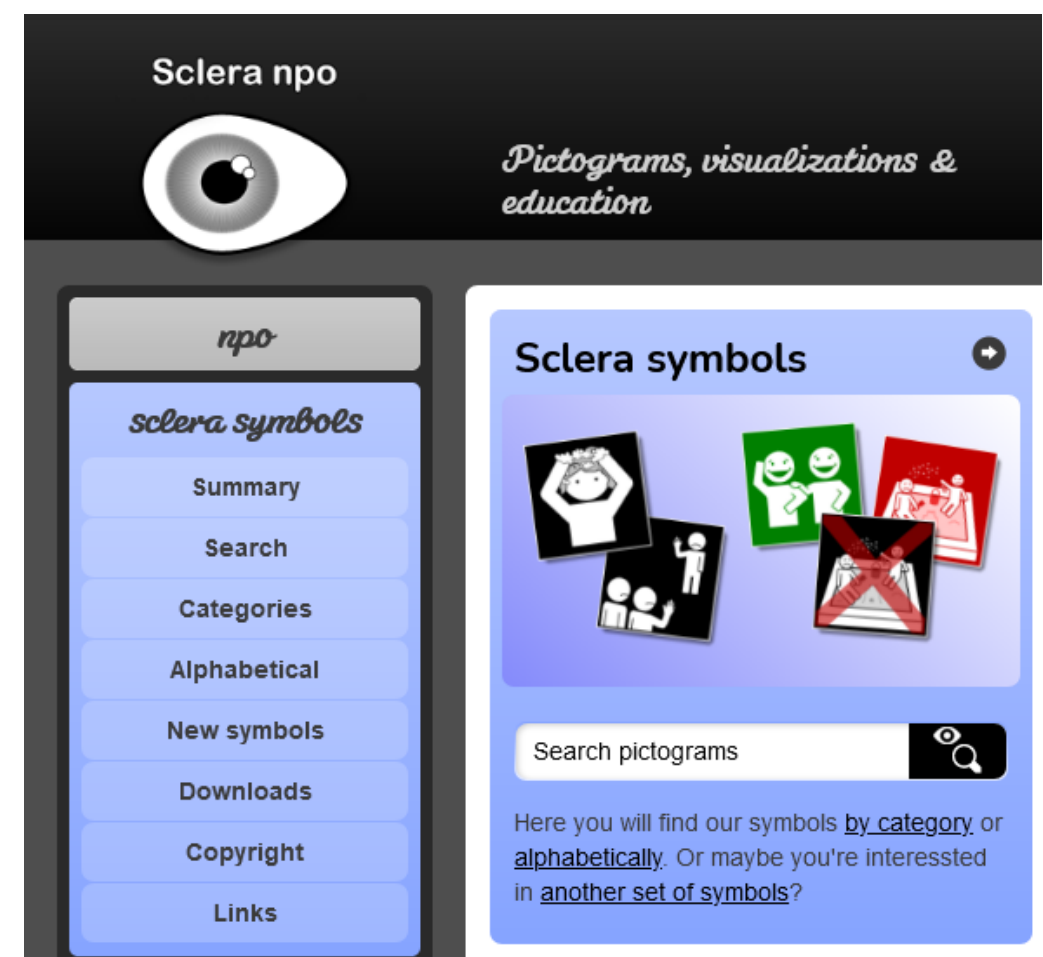 Sclera npo
Pictograms, visualizations &
education
npo
sclera symbols
Summary
Search
Categories
Alphabetical
New symbols
Downloads
Copyright
Links
Sclera symbols
Search pictograms
Here you will find our symbols by category or
alphabetically. Or maybe you're interessted
in another set of symbols?